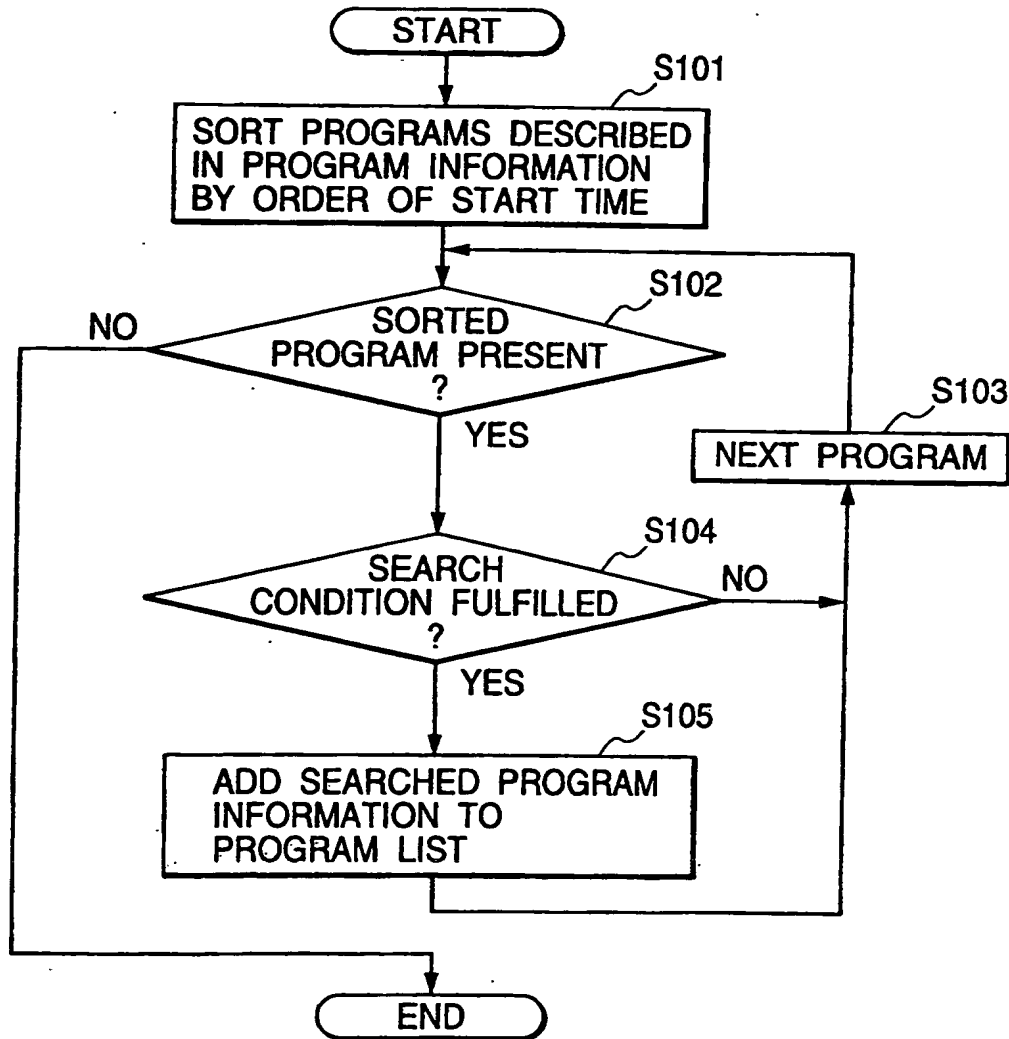 START
S101
SORT PROGRAMS DESCRIBED
IN PROGRAM INFORMATION
BY ORDER OF START TIME
S102
NO
SORTED
PROGRAM PRESENT
?
YES
S103
NEXT PROGRAM
S104
SEARCH
CONDITION FULFILLED
?
NO
YES
S105
ADD SEARCHED PROGRAM
INFORMATION TO
PROGRAM LIST
END